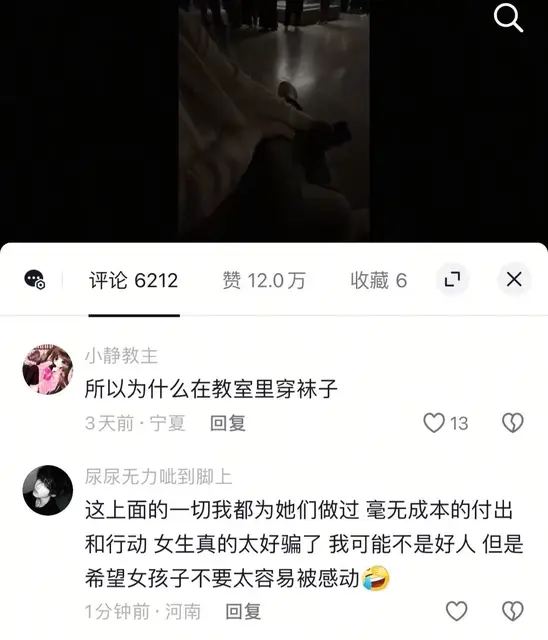 评论 6212 赞 12.0万 收藏 6
小静教主
所以为什么在教室里穿袜子
3天前·宁夏 回复 13
尿尿无力呲到脚上
这上面的一切我都为她们做过 毫无成本的付出
和行动 女生真的太好骗了 我可能不是好人 但是
希望女孩子不要太容易被感动🤣
1分钟前·河南 回复